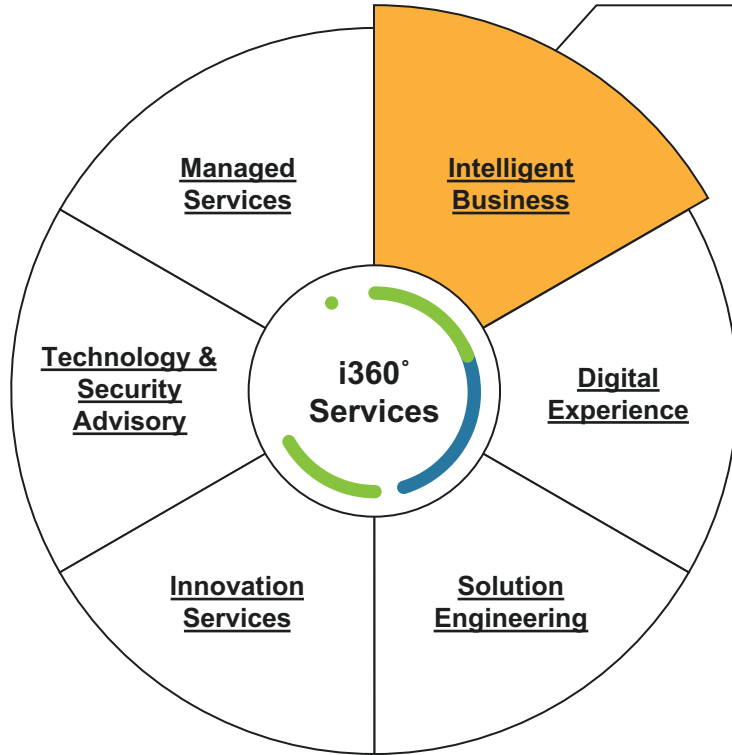 Managed
Services
Intelligent
Business
Technology &
Security
Advisory
i360°
Services
Digital
Experience
Innovation
Services
Solution
Engineering